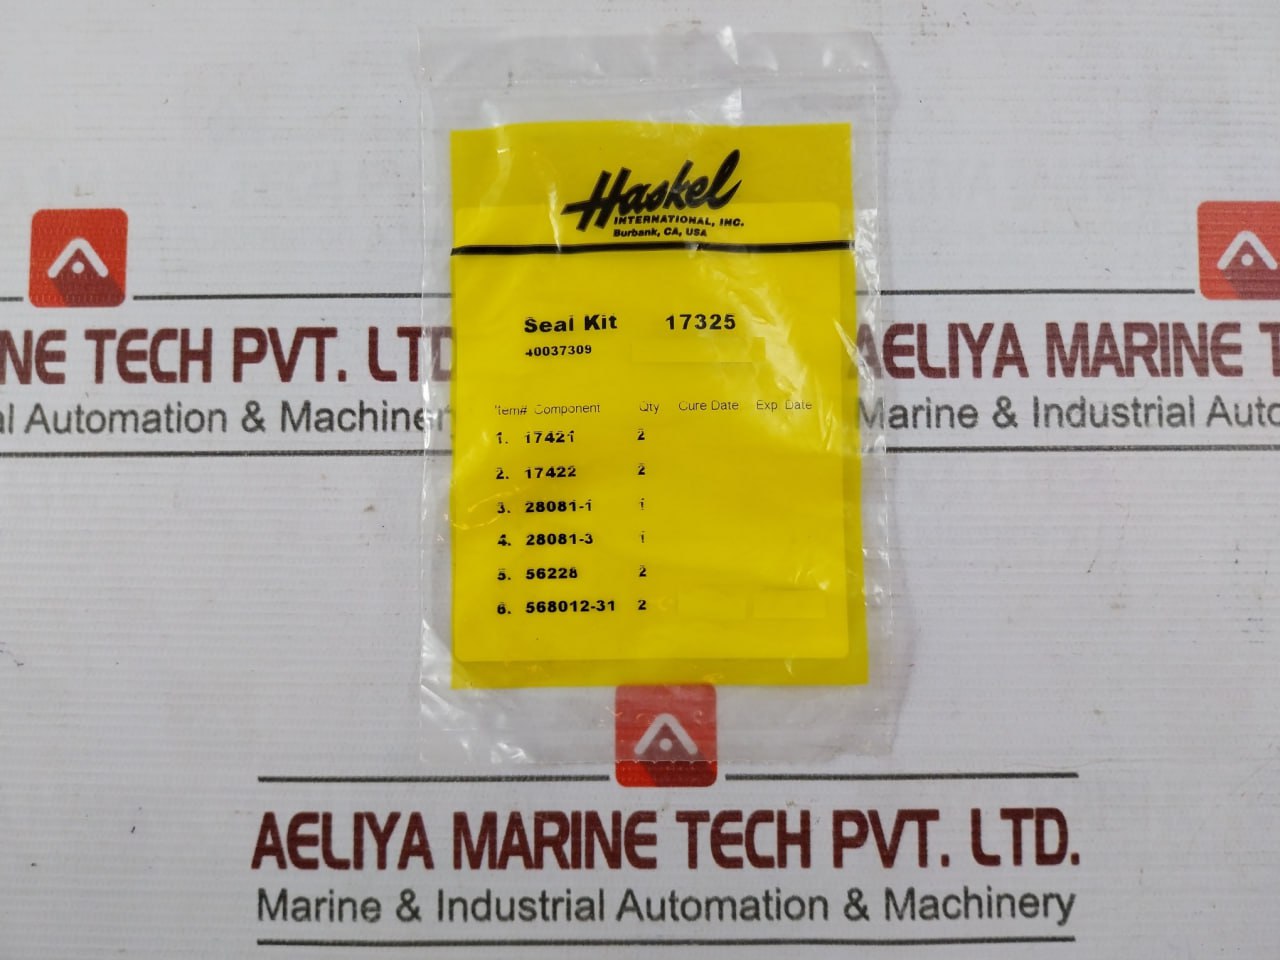 Haskel
INTERNATIONAL, INC.
Burbank, CA, USA
Seal Kit 17325
40037309
Item# Component Qty Cure Date Exp. Date
1. 17421 2
2. 17422 2
3. 28081-1 1
4. 28081-3 1
5. 56228 2
6. 568012-31 2
NE TECH PVT. LTD
al Automation & Machinery
AELIYA MARINE T
Marine & Industrial Auto
AELIYA MARINE TECH PVT. LTD.
Marine & Industrial Automation & Machinery